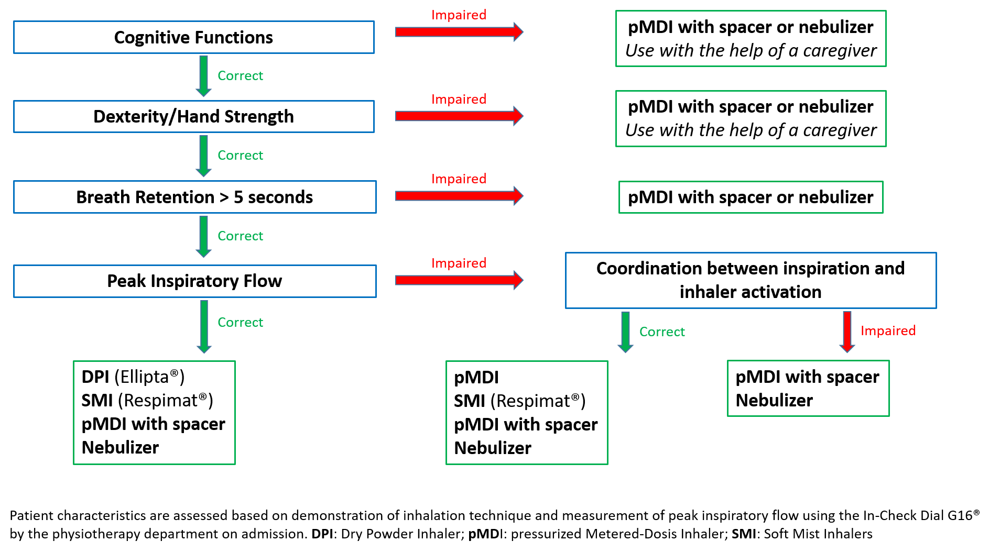 Impaired
Cognitive Functions
pMDI with spacer or nebulizer
Use with the help of a caregiver
Correct
Impaired
Dexterity/Hand Strength
pMDI with spacer or nebulizer
Use with the help of a caregiver
Correct
Impaired
Breath Retention > 5 seconds
pMDI with spacer or nebulizer
Correct
Impaired
Peak Inspiratory Flow
Coordination between inspiration and
inhaler activation
Correct
Correct
Impaired
DPI (Ellipta®)
SMI (Respimat®)
pMDI with spacer
Nebulizer
pMDI
SMI (Respimat®)
pMDI with spacer
Nebulizer
pMDI with spacer
Nebulizer
Patient characteristics are assessed based on demonstration of inhalation technique and measurement of peak inspiratory flow using the In-Check Dial G16®
by the physiotherapy department on admission. DPI: Dry Powder Inhaler; pMDI: pressurized Metered-Dosis Inhaler; SMI: Soft Mist Inhalers